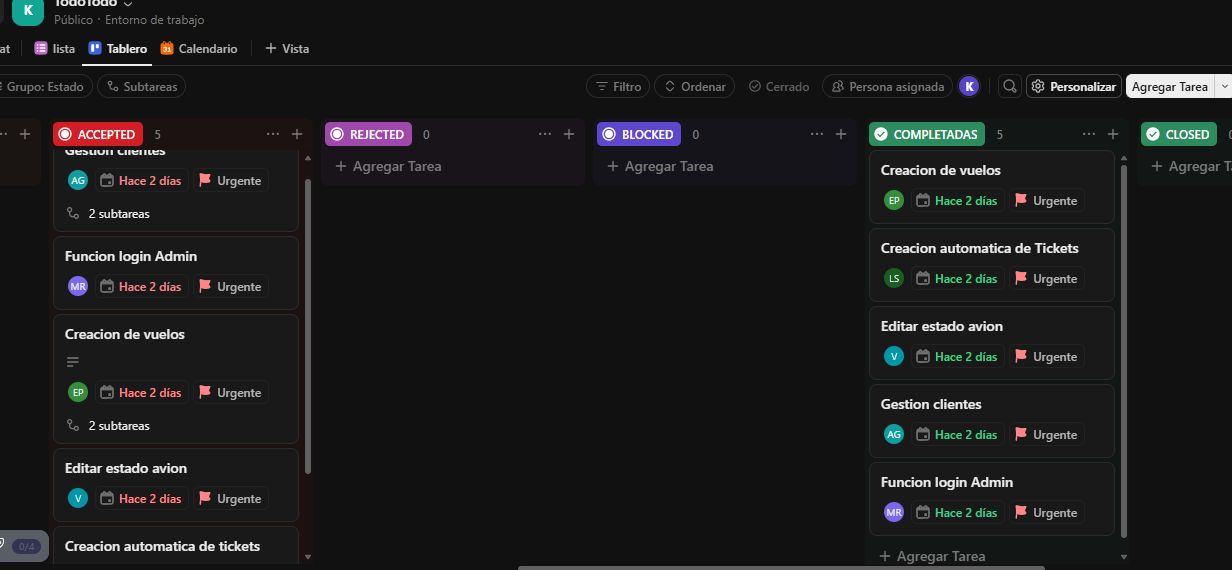 K
TodoTodo
Público · Entorno de trabajo
at
lista
Tablero
31
Calendario
+ Vista
Grupo: Estado
Subtareas
Filtro
Ordenar
Cerrado
Persona asignada
K
Personalizar
Agregar Tarea
ACCEPTED 5
Gestion clientes
AG Hace 2 días Urgente
2 subtareas
Funcion login Admin
MR Hace 2 días Urgente
Creacion de vuelos
EP Hace 2 días Urgente
2 subtareas
Editar estado avion
V Hace 2 días Urgente
Creacion automatica de tickets
0/4
REJECTED 0
+ Agregar Tarea
BLOCKED 0
+ Agregar Tarea
COMPLETADAS 5
Creacion de vuelos
EP Hace 2 días Urgente
Creacion automatica de Tickets
LS Hace 2 días Urgente
Editar estado avion
V Hace 2 días Urgente
Gestion clientes
AG Hace 2 días Urgente
Funcion login Admin
MR Hace 2 días Urgente
+ Agregar Tarea
CLOSED
+ Agregar T